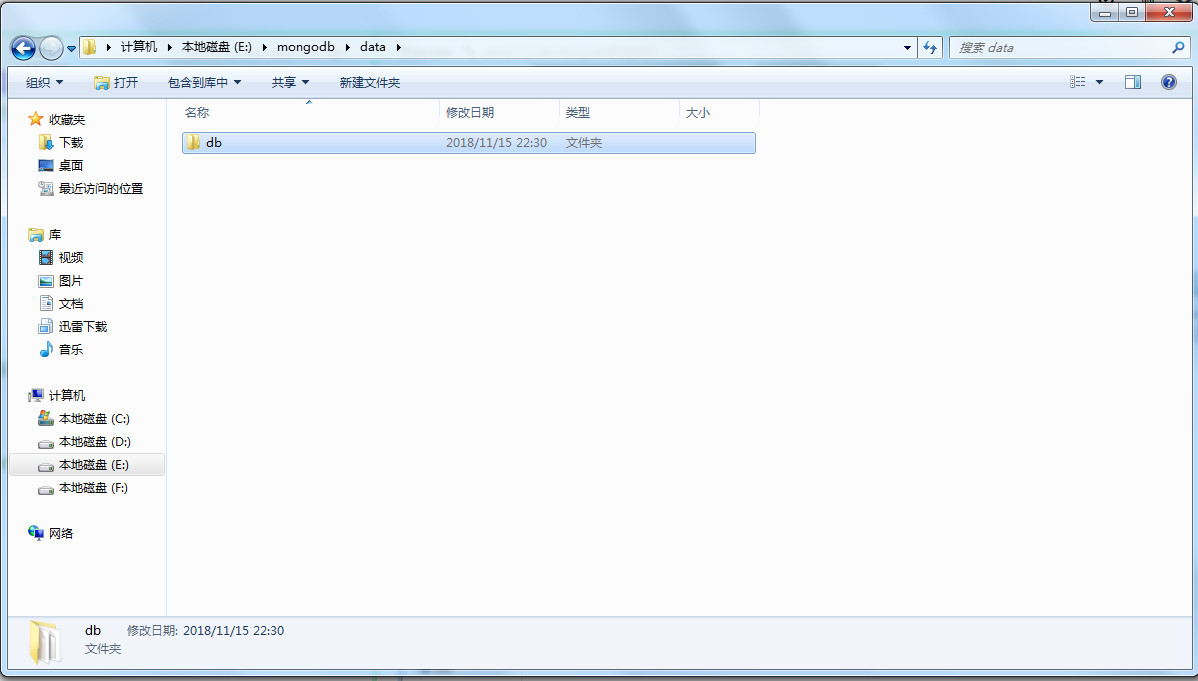 计算机 本地磁盘 (E:) mongodb data
搜索 data
组织 打开 包含到库中 共享 新建文件夹
名称 修改日期 类型 大小
db 2018/11/15 22:30 文件夹
收藏夹
下载
桌面
最近访问的位置
库
视频
图片
文档
迅雷下载
音乐
计算机
本地磁盘 (C:)
本地磁盘 (D:)
本地磁盘 (E:)
本地磁盘 (F:)
网络
db 修改日期: 2018/11/15 22:30
文件夹